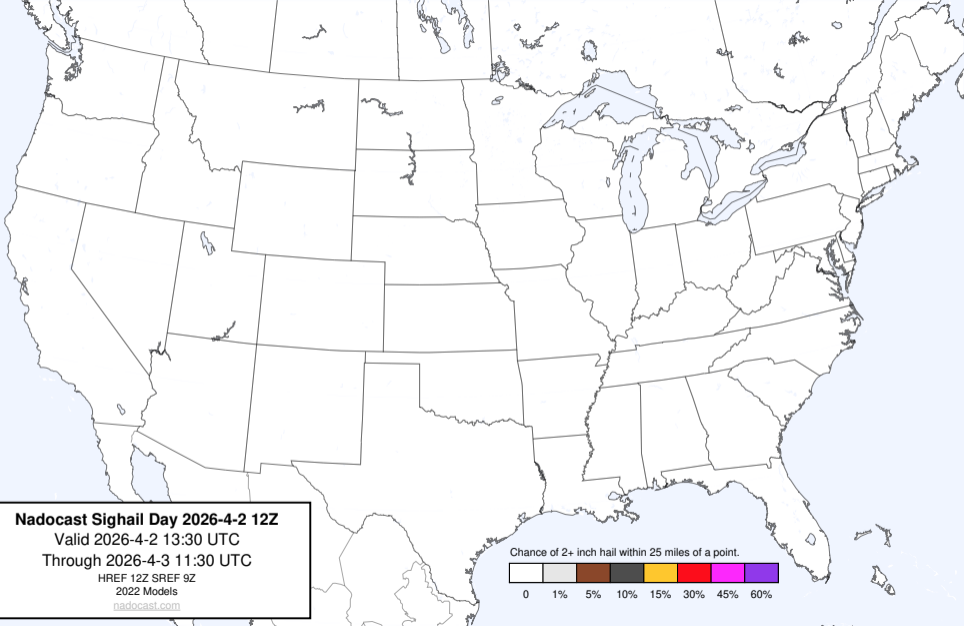 Nadocast Sighail Day 2026-4-2 12Z
Valid 2026-4-2 13:30 UTC
Through 2026-4-3 11:30 UTC
HREF 12Z SREF 9Z
2022 Models
nadocast.com
Chance of 2+ inch hail within 25 miles of a point.
0 1% 5% 10% 15% 30% 45% 60%